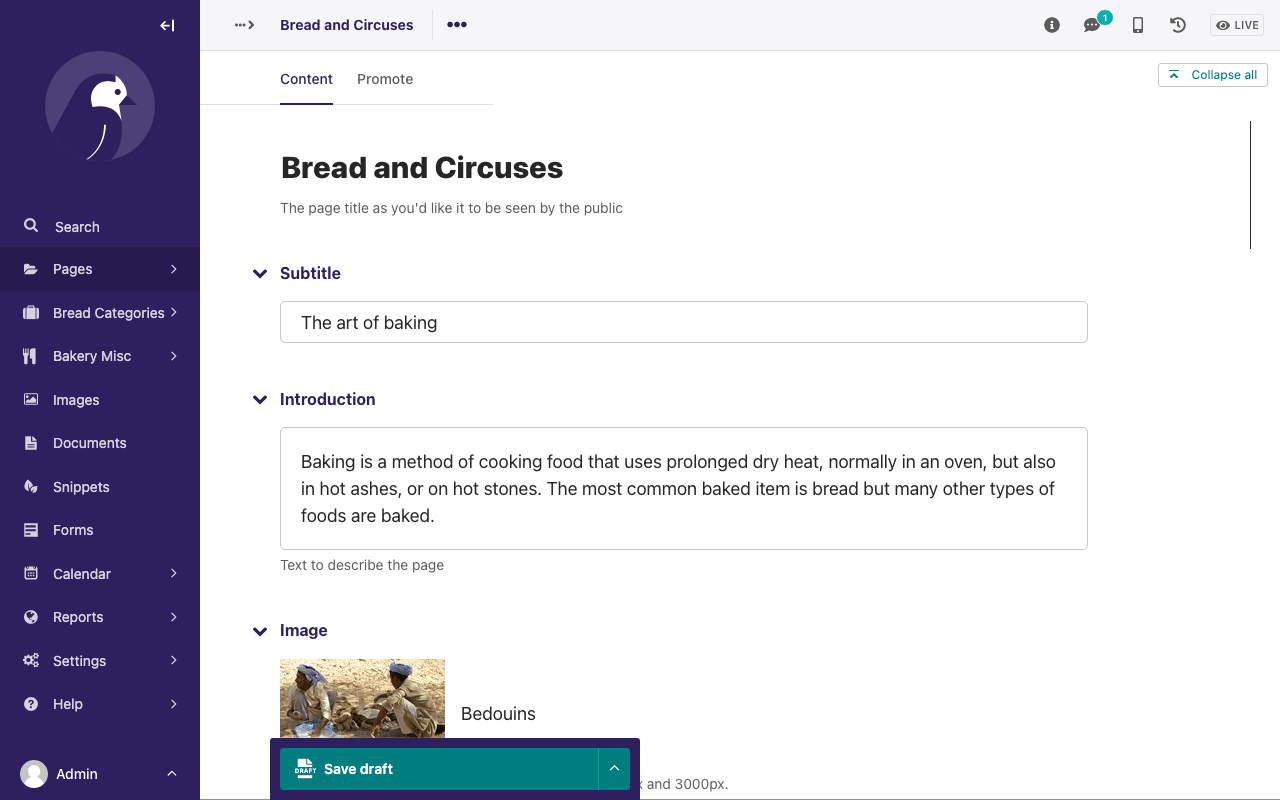 Bread and Circuses
1
LIVE
Content
Promote
Collapse all
Bread and Circuses
The page title as you'd like it to be seen by the public
Search
Pages
Bread Categories
Bakery Misc
Images
Documents
Snippets
Forms
Calendar
Reports
Settings
Help
Admin
Subtitle
The art of baking
Introduction
Baking is a method of cooking food that uses prolonged dry heat, normally in an oven, but also
in hot ashes, or on hot stones. The most common baked item is bread but many other types of
foods are baked.
Text to describe the page
Image
Bedouins
DRAFT
Save draft
and 3000px.